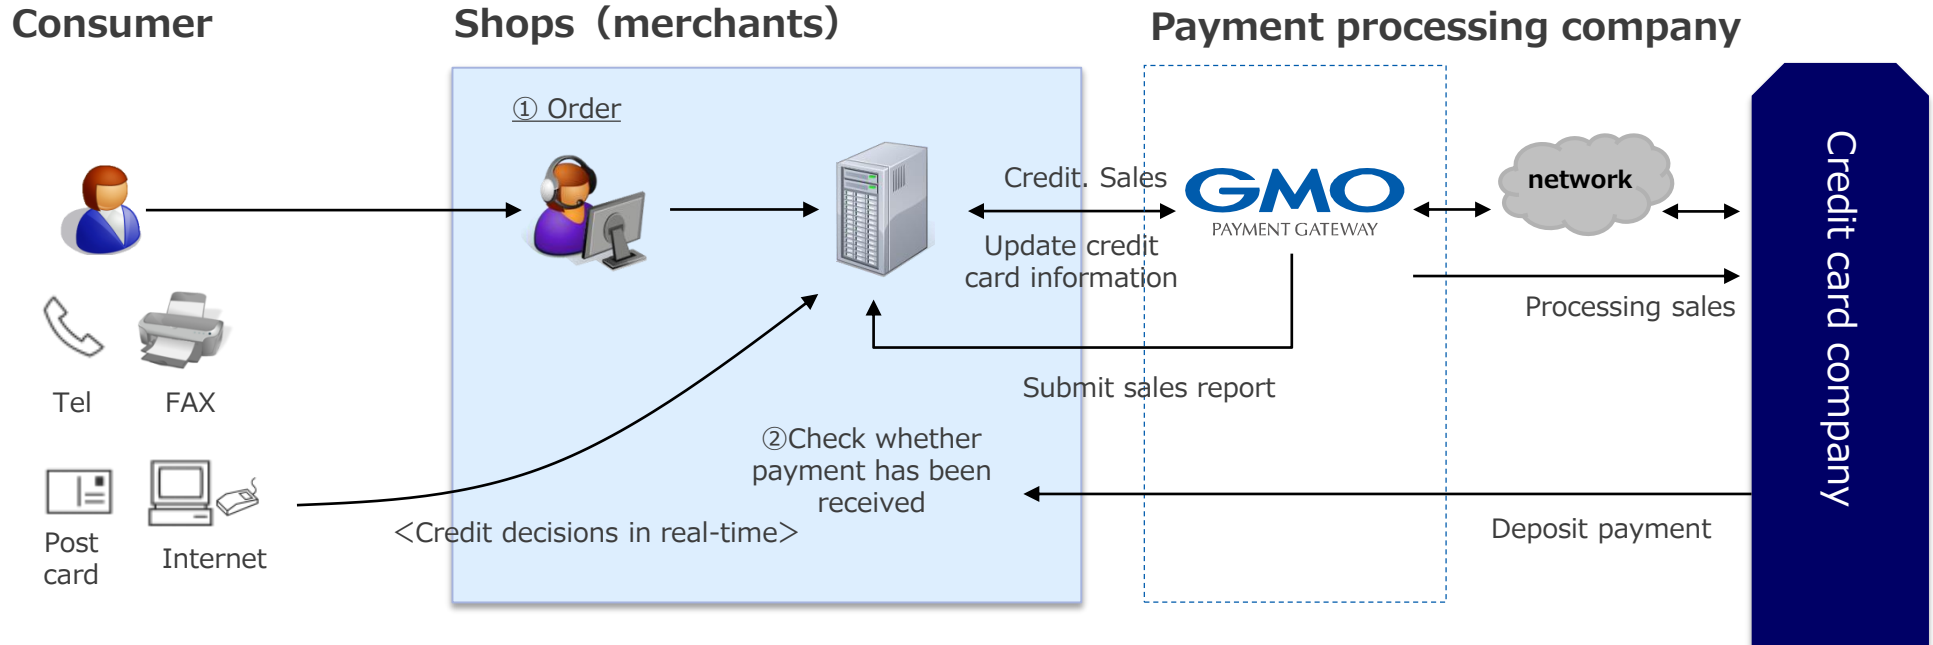 Consumer
Shops（merchants）
Payment processing company
① Order
Credit. Sales
GMO
PAYMENT GATEWAY
network
Update credit
card information
Processing sales
Credit card company
Tel
FAX
Submit sales report
②Check whether
payment has been
received
＜Credit decisions in real-time＞
Deposit payment
Post
card
Internet